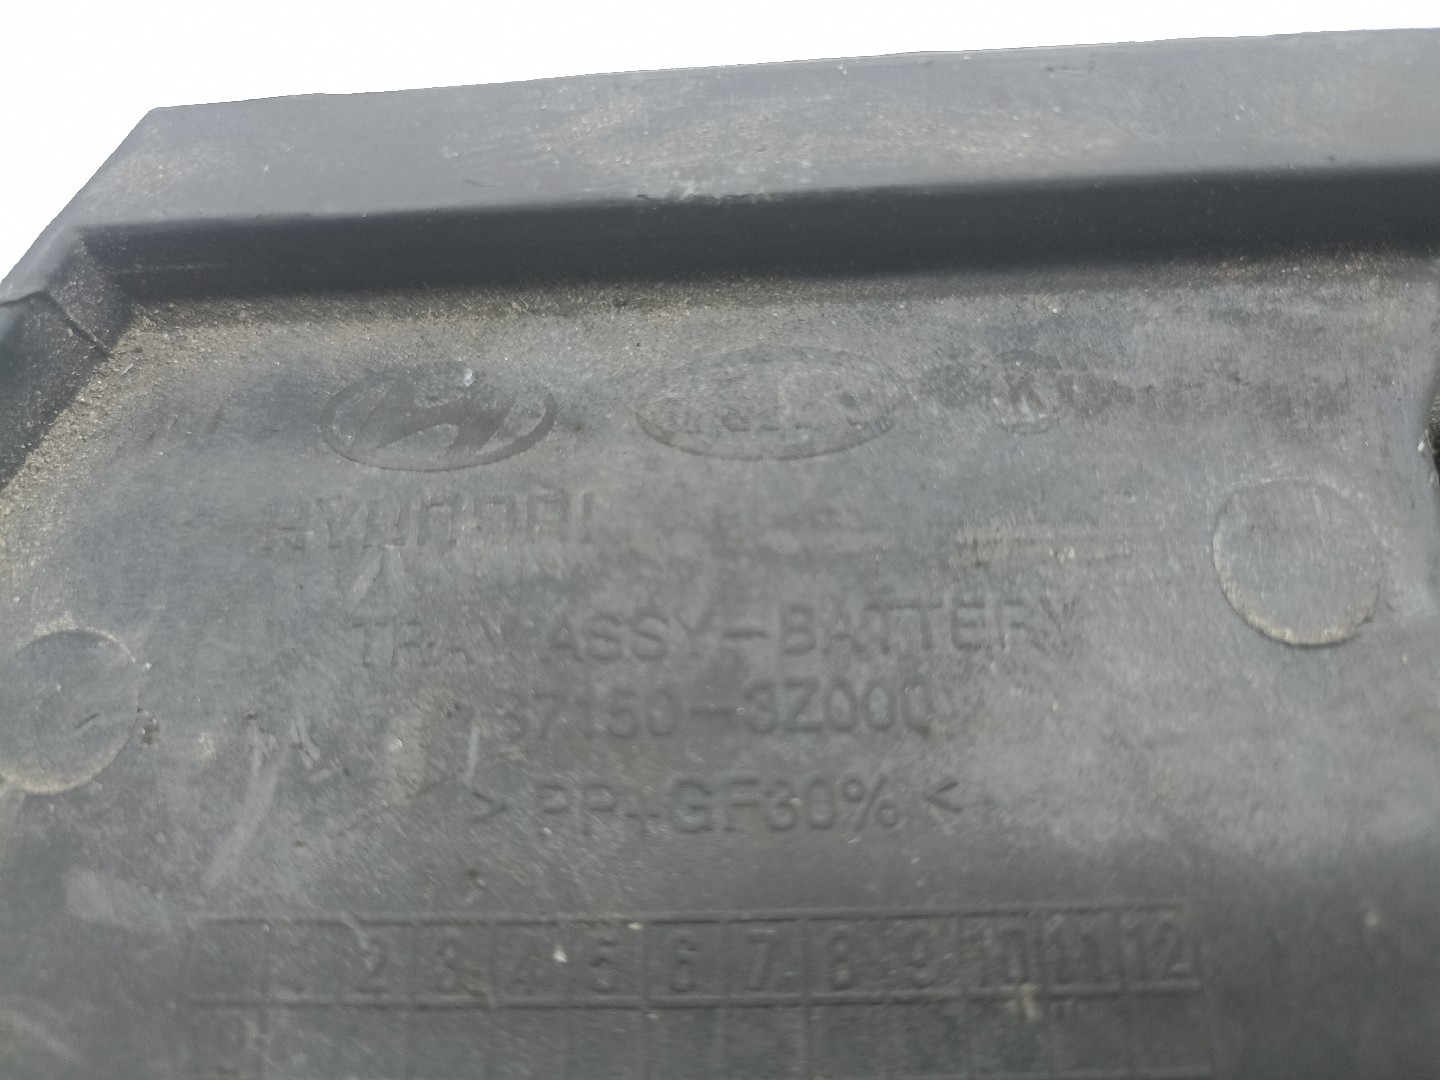 HYUNDAI
TRAY ASSY-BATTERY
37150-3Z000
>PP+GF30%<
2 3 4 5 6 7 8 9 10 11 12